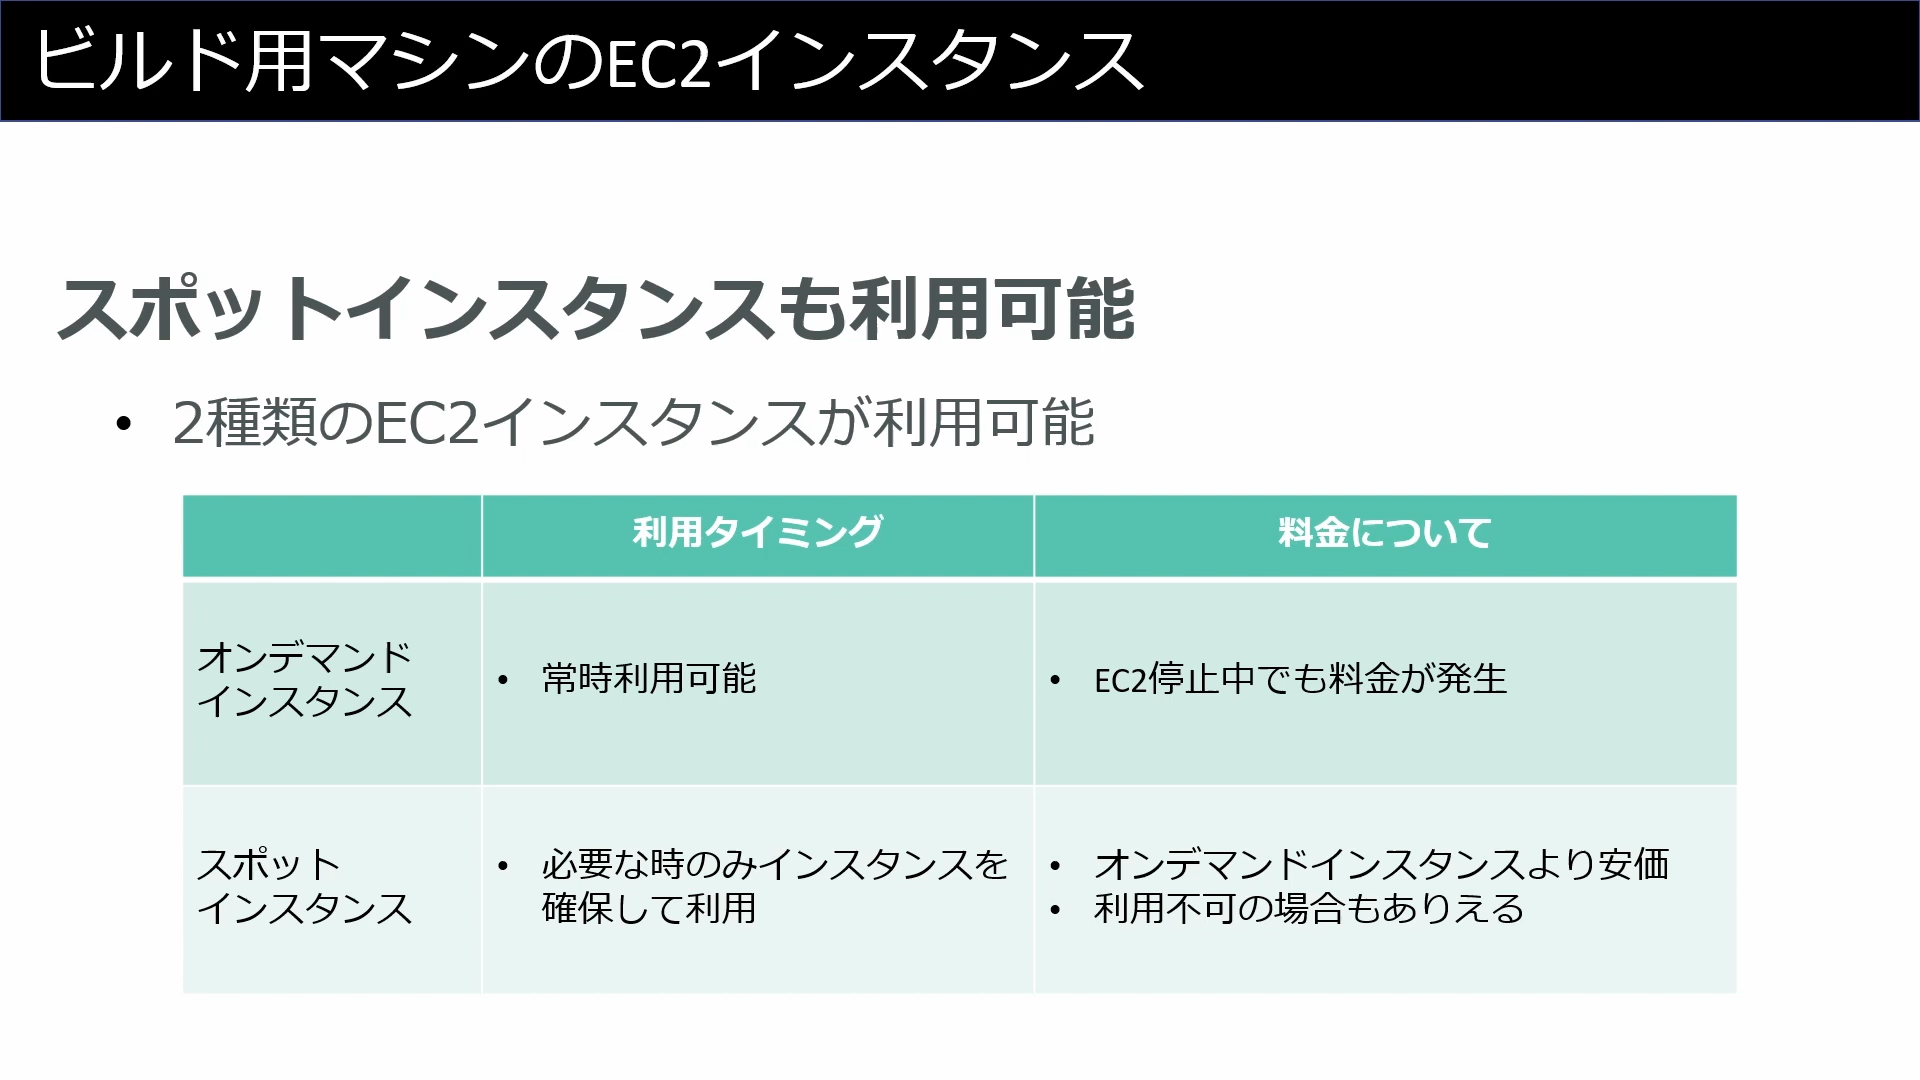 ビルド用マシンのEC2インスタンス
スポットインスタンスも利用可能
• 2種類のEC2インスタンスが利用可能
利用タイミング
料金について
オンデマンド
インスタンス
• 常時利用可能
• EC2停止中でも料金が発生
スポット
インスタンス
• 必要な時のみインスタンスを
確保して利用
• オンデマンドインスタンスより安価
• 利用不可の場合もありえる